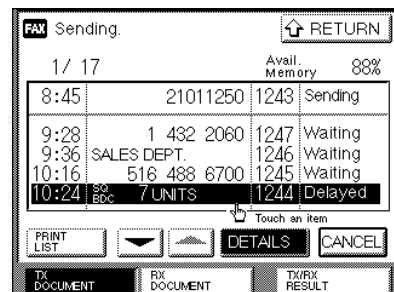 FAX Sending. RETURN
1/ 17 Avail. Memory 88%
8:45 21011250 1243 Sending
9:28 1 432 2060 1247 Waiting
9:36 SALES DEPT. 1246 Waiting
10:16 516 488 6700 1245 Waiting
10:24 SQ BDC 7 UNITS 1244 Delayed
Touch an item
PRINT LIST DETAILS CANCEL
TX DOCUMENT RX DOCUMENT TX/RX RESULT